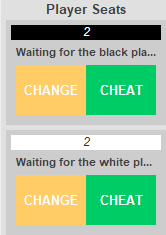 Player Seats
2
Waiting for the black pla...
CHANGE CHEAT
2
Waiting for the white pl...
CHANGE CHEAT